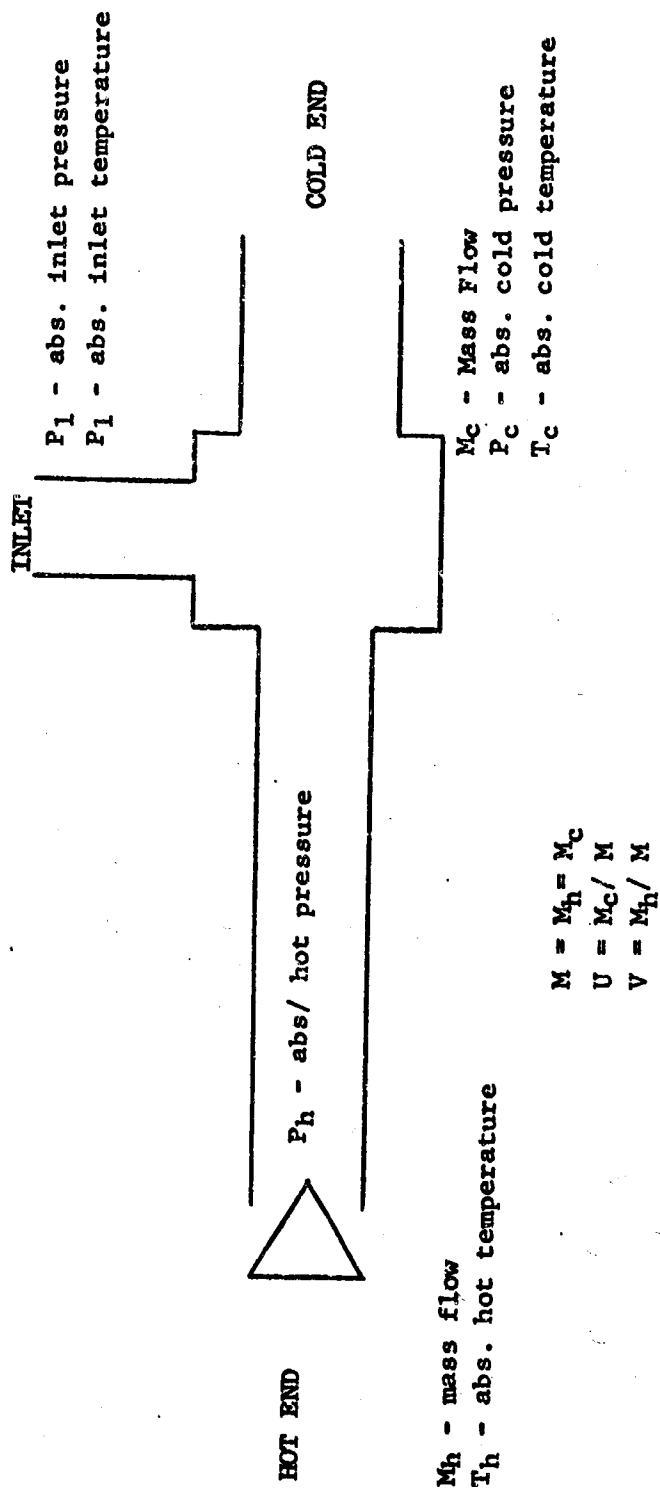 INLET
P1 - abs. inlet pressure
P1 - abs. inlet temperature
COLD END
Mc - Mass Flow
Pc - abs. cold pressure
Tc - abs. cold temperature
Ph - abs/ hot pressure
HOT END
Mh - mass flow
Th - abs. hot temperature
M = Mh = Mc
U = Mc/ M
V = Mh/ M